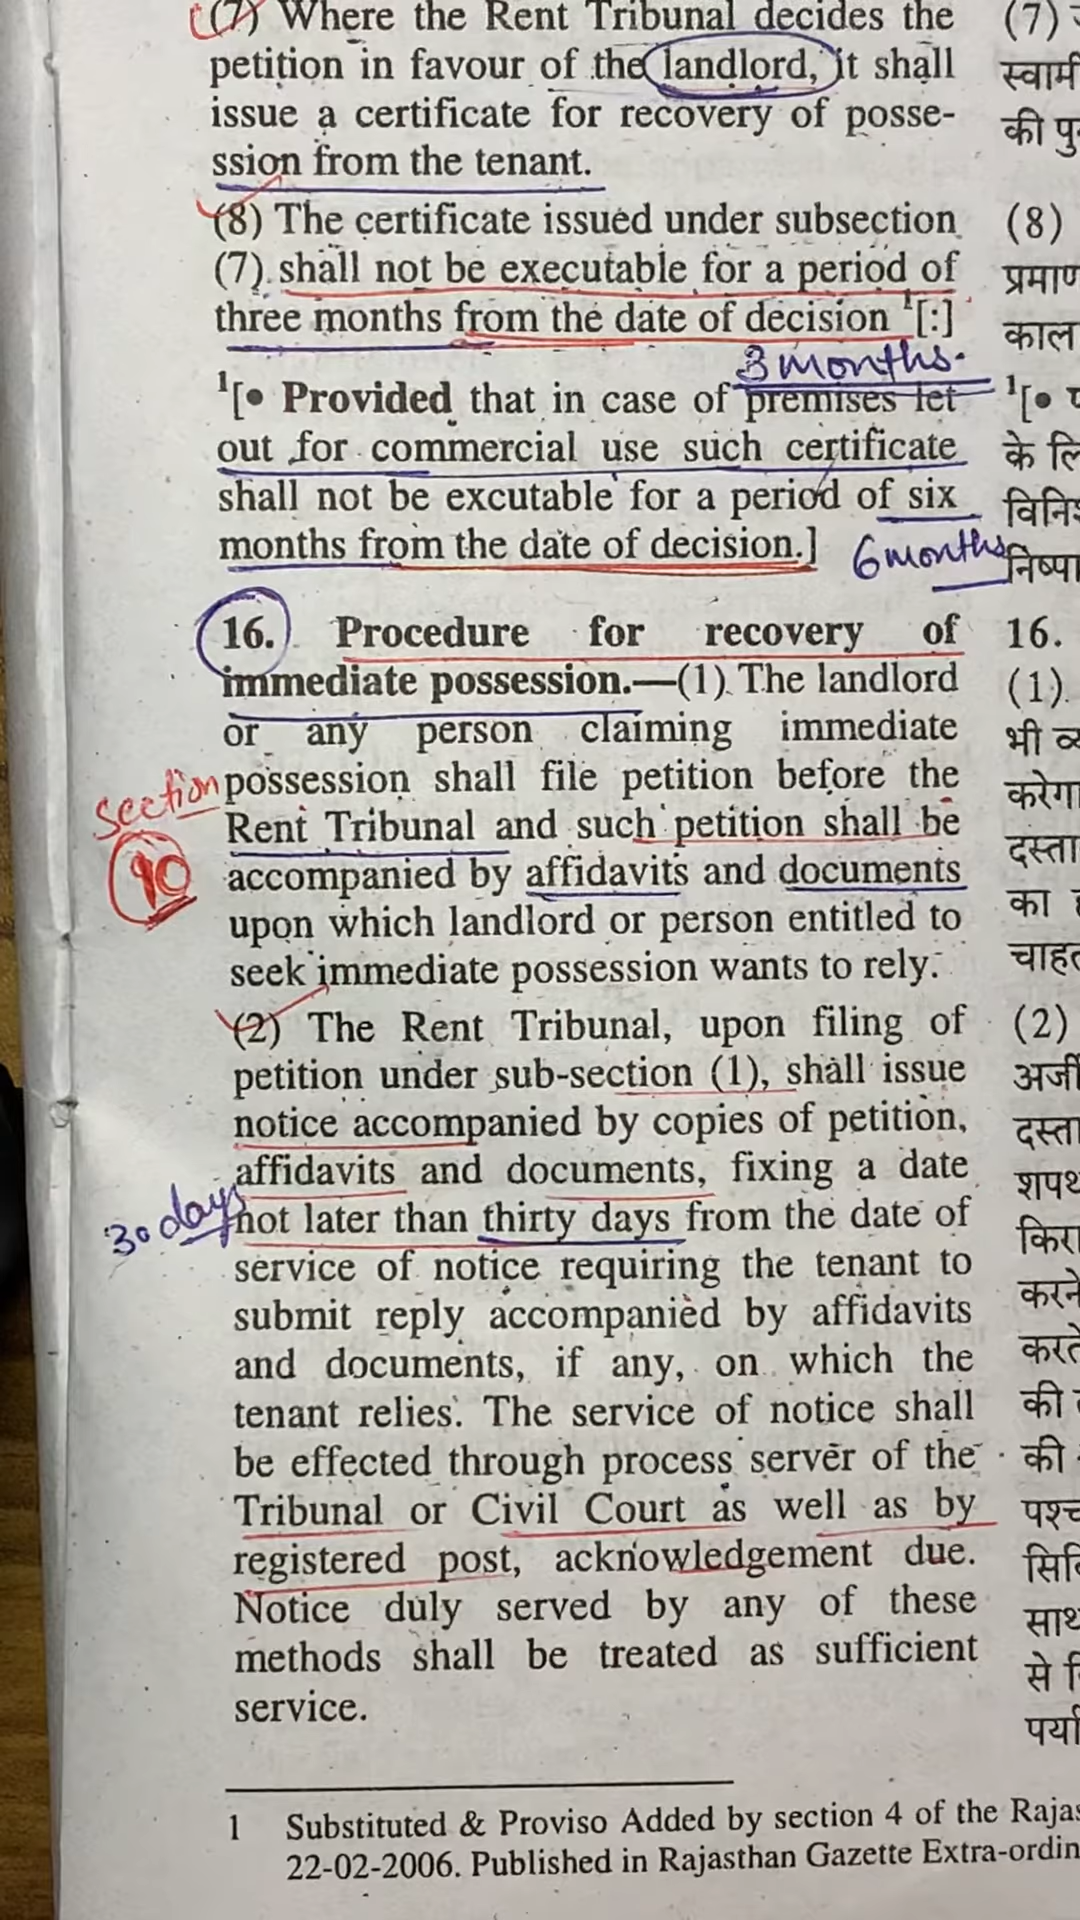 (7) Where the Rent Tribunal decides the
petition in favour of the landlord, it shall
issue a certificate for recovery of posse-
ssion from the tenant.
(8) The certificate issued under subsection
(7) shall not be executable for a period of
three months from the date of decision ¹[:]
3 months.
¹[• Provided that in case of premises let
out for commercial use such certificate
shall not be excutable for a period of six
months from the date of decision.]
6 months
16. Procedure for recovery of
immediate possession.—(1) The landlord
or any person claiming immediate
section
possession shall file petition before the
Rent Tribunal and such petition shall be
10
accompanied by affidavits and documents
upon which landlord or person entitled to
seek immediate possession wants to rely.
(2) The Rent Tribunal, upon filing of
petition under sub-section (1), shall issue
notice accompanied by copies of petition,
affidavits and documents, fixing a date
30 days
not later than thirty days from the date of
service of notice requiring the tenant to
submit reply accompanied by affidavits
and documents, if any, on which the
tenant relies. The service of notice shall
be effected through process server of the
Tribunal or Civil Court as well as by
registered post, acknowledgement due.
Notice duly served by any of these
methods shall be treated as sufficient
service.
1 Substituted & Proviso Added by section 4 of the Rajas
22-02-2006. Published in Rajasthan Gazette Extra-ordin
(7)
स्वामी
की
(8)
काल
¹[•
के
16.
(1)
भी
करेगा
का
(2)
अर्जी
करने
करते
की
की
से